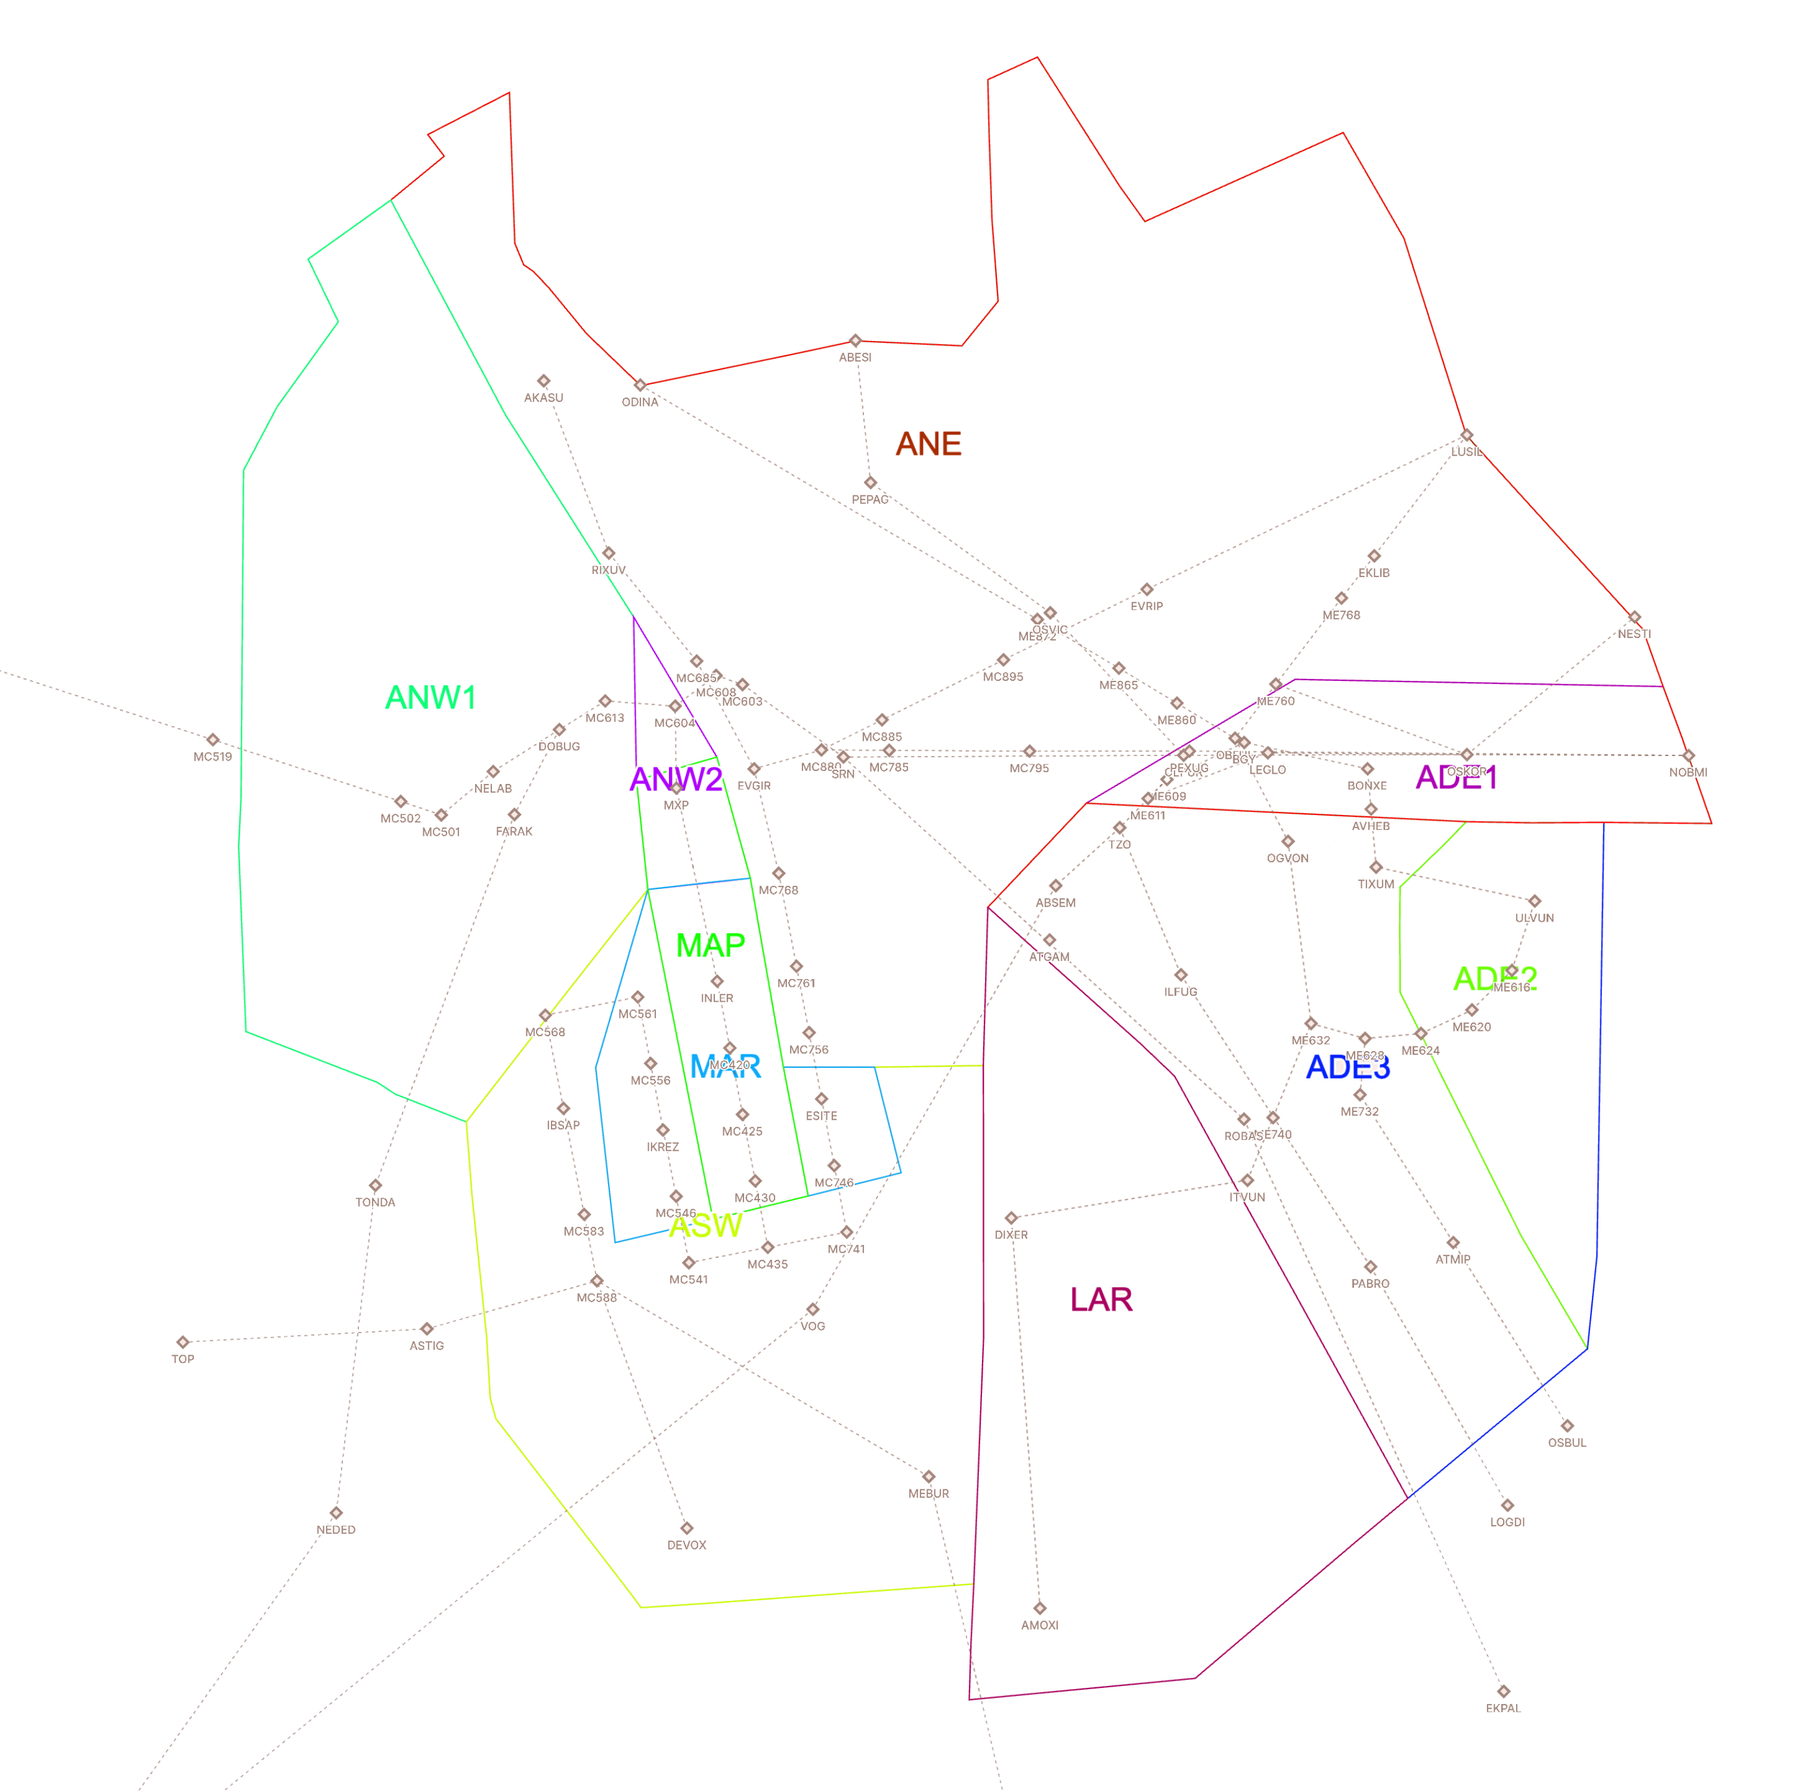 ABESI
AKASU
ODINA
ANE
LUSIL
PEPAG
EKLIB
RIXUV
EVRIP
ME768
OSVIC
ME872
NESTI
MC895
MC685
ME865
MC608
ANW1
MC603
ME760
MC613
MC604
ME860
MC885
DOBUG
MC519
MC880
MC785
MC795
SRN
PEXUG
BGY
LEGLO
OSKOR
NOBMI
ADE1
NELAB
ANW2
EVGIR
BONXE
MXP
ME609
MC502
MC501
FARAK
ME611
AVHEB
TZO
OGVON
MC768
TIXUM
ABSEM
ULVUN
MAP
ATGAM
MC761
ADE2
INLER
ILFUG
ME616
MC561
MC568
ME620
ME632
MC756
ME628
ME624
MC420
MAR
ADE3
MC556
ME732
ESITE
IBSAP
MC425
IKREZ
ROBAS
ME740
MC746
TONDA
MC430
ITVUN
MC546
MC583
ASW
DIXER
MC741
MC435
ATMIP
MC541
PABRO
MC588
LAR
VOG
ASTIG
TOP
OSBUL
MEBUR
LOGDI
NEDED
DEVOX
AMOXI
EKPAL